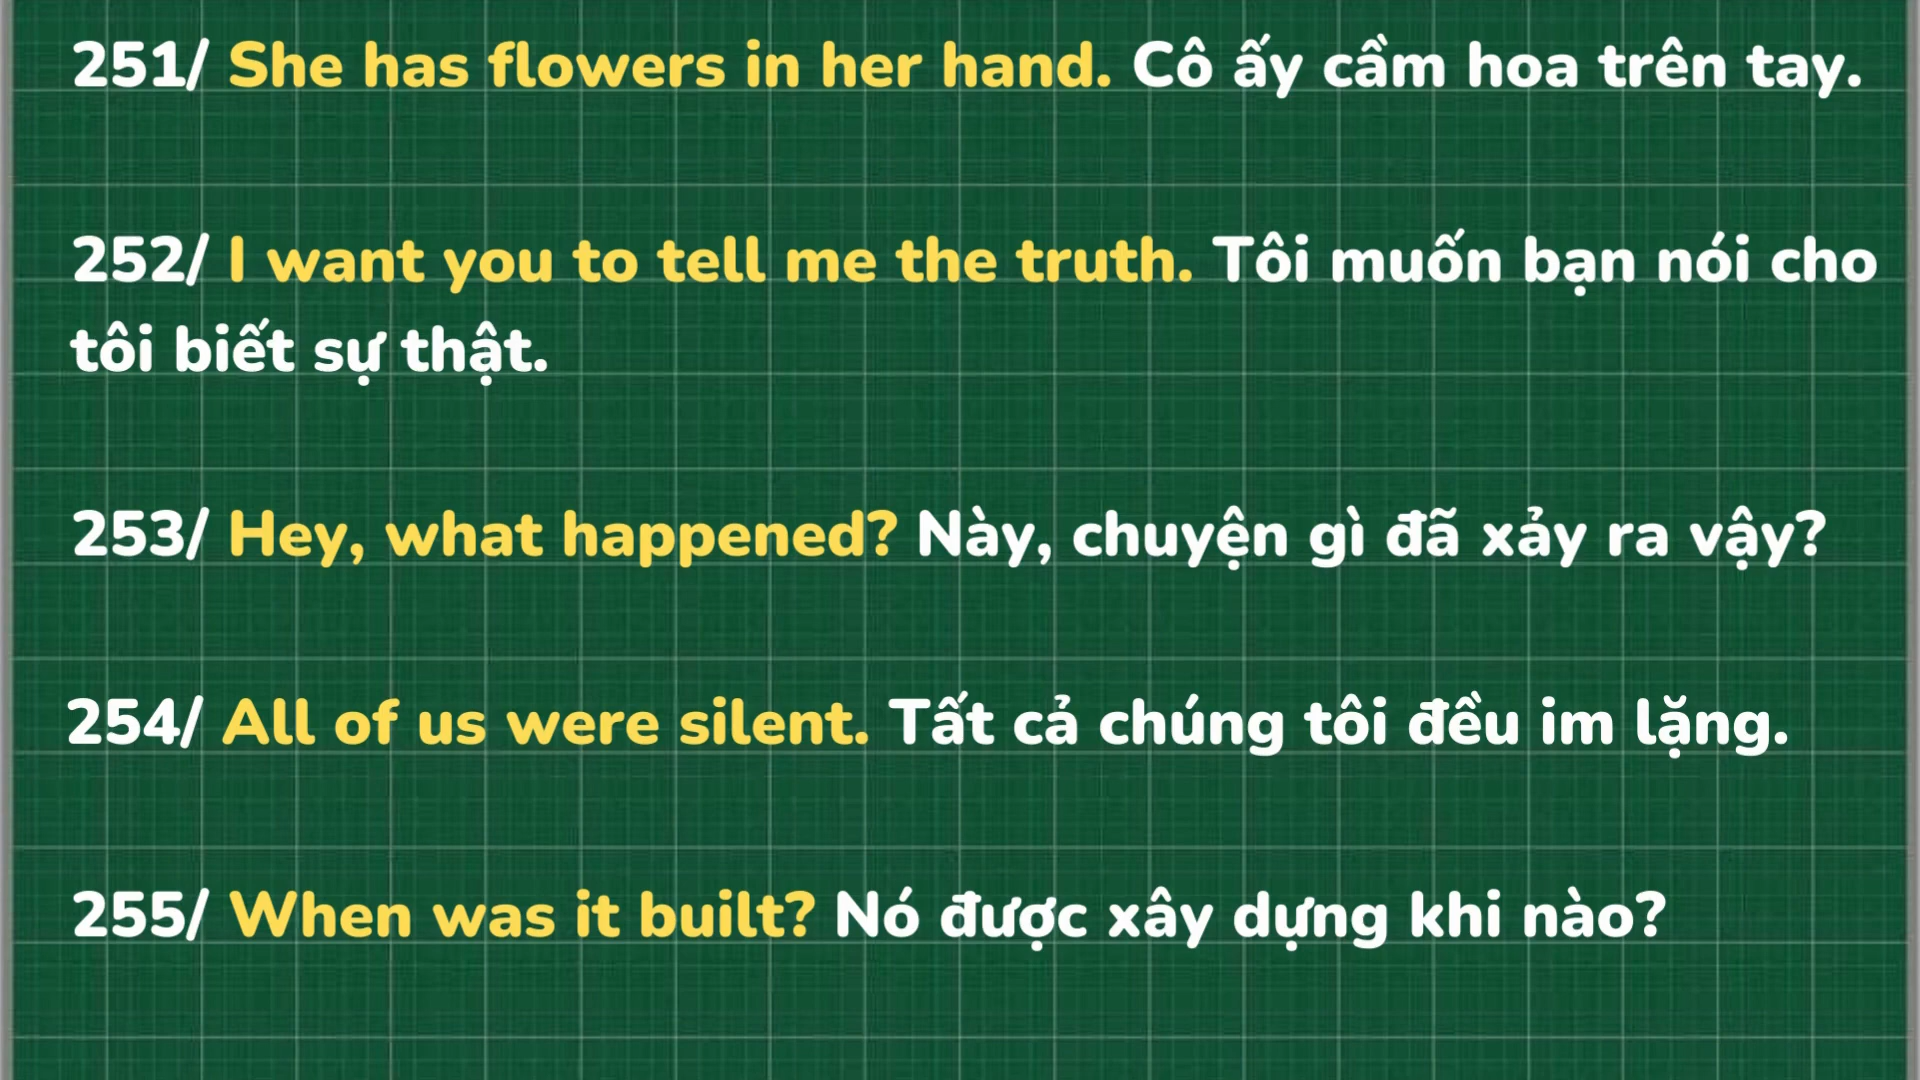 251/ She has flowers in her hand. Cô ấy cầm hoa trên tay.
252/ I want you to tell me the truth. Tôi muốn bạn nói cho
tôi biết sự thật.
253/ Hey, what happened? Này, chuyện gì đã xảy ra vậy?
254/ All of us were silent. Tất cả chúng tôi đều im lặng.
255/ When was it built? Nó được xây dựng khi nào?